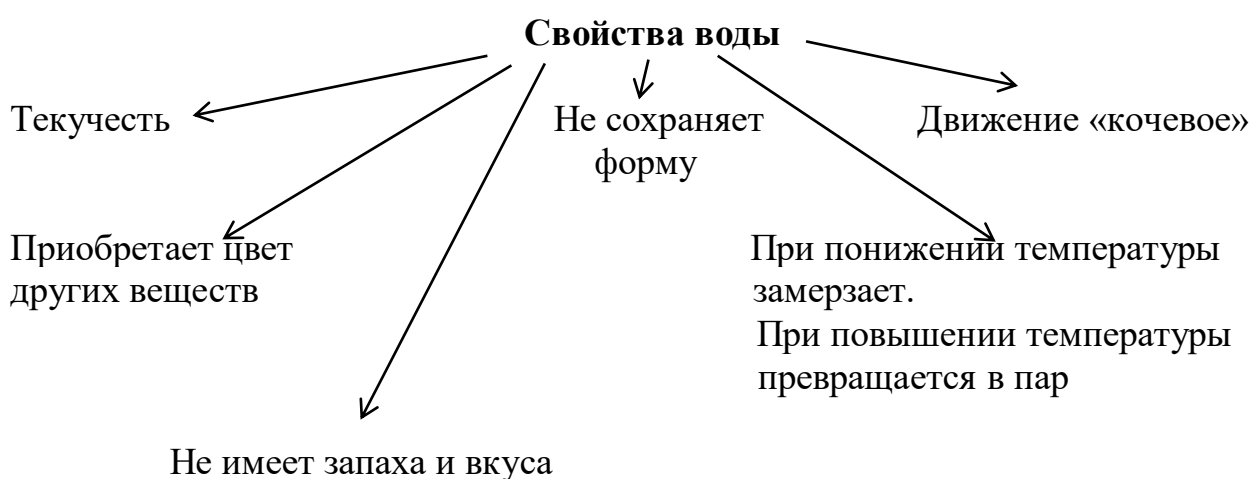 Свойства воды
Текучесть
Не сохраняет
форму
Движение «кочевое»
Приобретает цвет
других веществ
При понижении температуры
замерзает.
При повышении температуры
превращается в пар
Не имеет запаха и вкуса